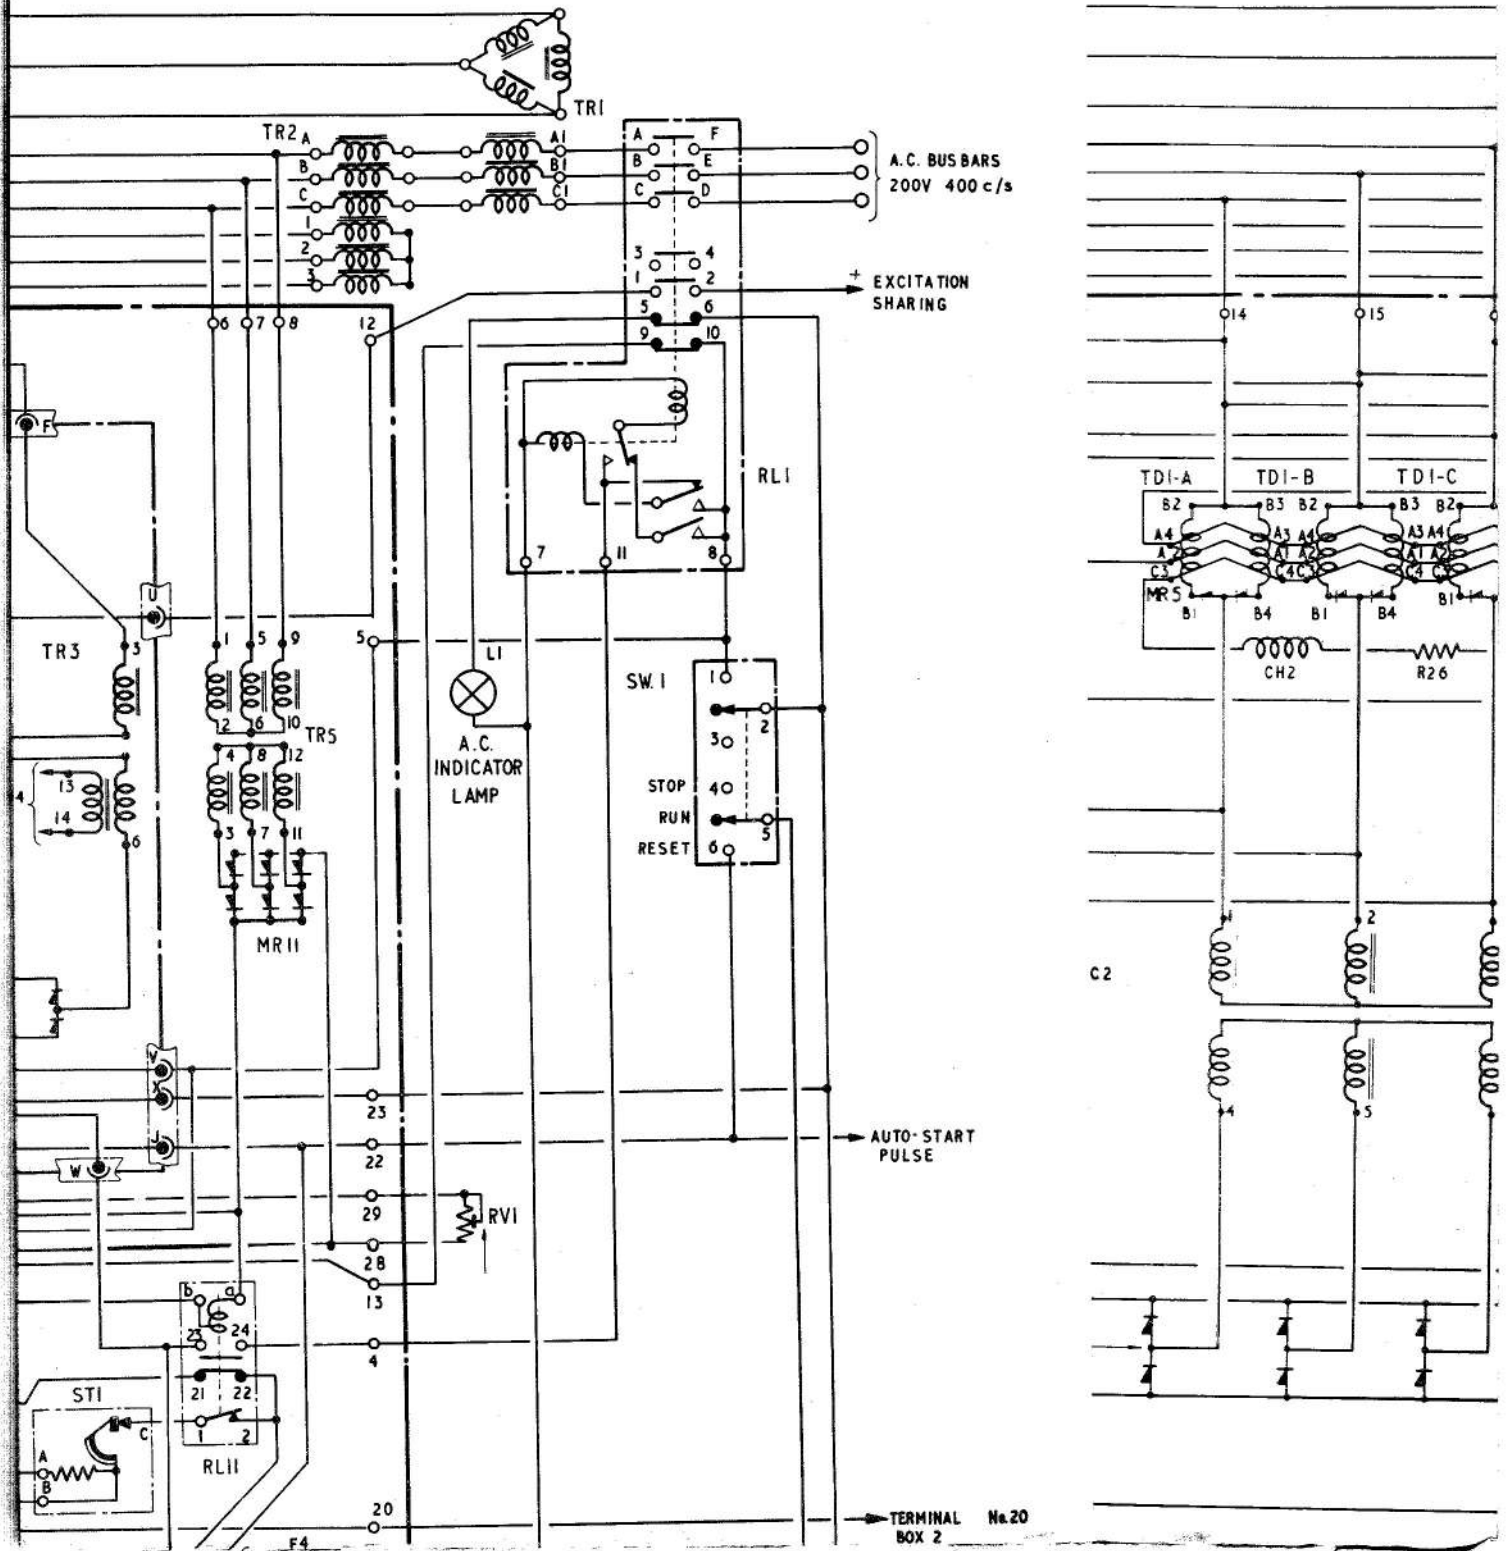 TR1
TR2 A A1 A F
B B1 B E
C C1 C D
A.C. BUS BARS
200V 400 c/s
1
2
3
3 4
1 2
+ EXCITATION
SHARING
5 6
9 10
6 7 8 12
14 15
F
RL1
7 11 8
TD1-A TD1-B TD1-C
B2 B3 B2 B3 B2
A4 A3 A4 A3 A4
A2 A1 A2 A1 A2
C3 C4 C3 C4 C3
MR5
B1 B4 B1 B4 B1
CH2 R26
U
TR3 3
1 5 9
5
2 6 10
TR5
4 8 12
3 7 11
MR11
L1
A.C.
INDICATOR
LAMP
SW.1
1
2
3
STOP 4
RUN
5
RESET 6
4
13
14
6
1 2
C2
4 5
V
X
J
W
23
22
AUTO-START
PULSE
29
RV1
28
13
b a
23 24
4
21 22
1 2
RL11
ST1
C
A
B
20
TERMINAL No.20
BOX 2
F4